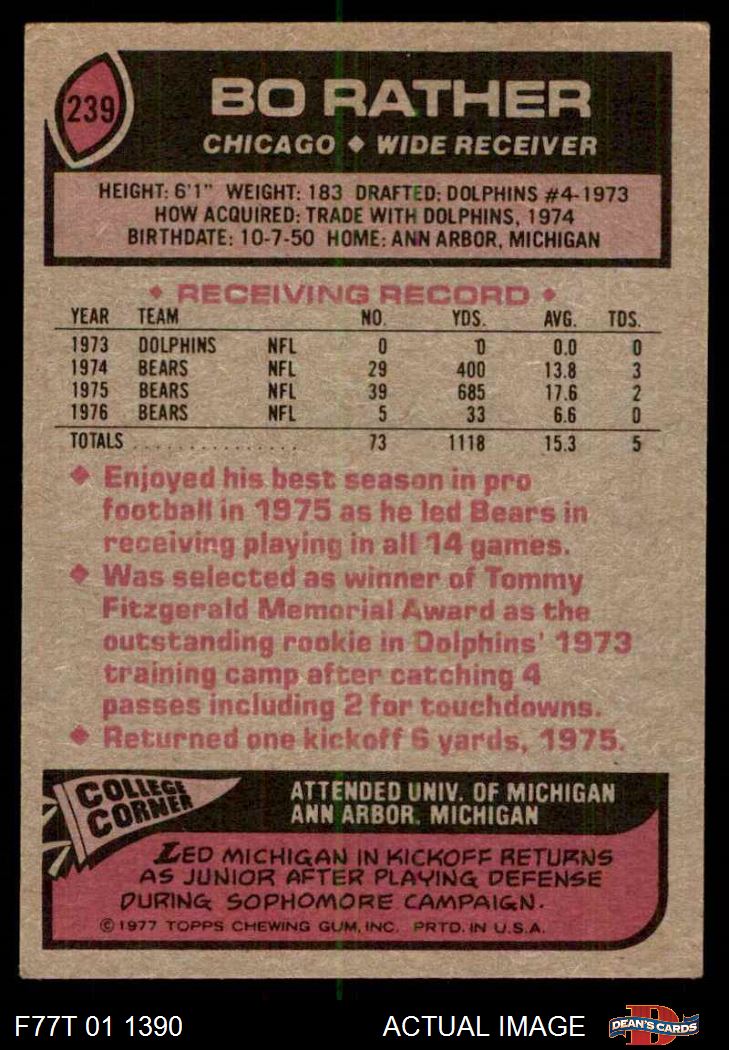 239
BO RATHER
CHICAGO ◆ WIDE RECEIVER
HEIGHT: 6'1" WEIGHT: 183 DRAFTED: DOLPHINS #4-1973
HOW ACQUIRED: TRADE WITH DOLPHINS, 1974
BIRTHDATE: 10-7-50 HOME: ANN ARBOR, MICHIGAN
◆ RECEIVING RECORD ◆
YEAR TEAM NO. YDS. AVG. TDS.
1973 DOLPHINS NFL 0 0 0.0 0
1974 BEARS NFL 29 400 13.8 3
1975 BEARS NFL 39 685 17.6 2
1976 BEARS NFL 5 33 6.6 0
TOTALS ................ 73 1118 15.3 5
◆ Enjoyed his best season in pro
football in 1975 as he led Bears in
receiving playing in all 14 games.
◆ Was selected as winner of Tommy
Fitzgerald Memorial Award as the
outstanding rookie in Dolphins' 1973
training camp after catching 4
passes including 2 for touchdowns.
◆ Returned one kickoff 6 yards, 1975.
COLLEGE
CORNER
ATTENDED UNIV. OF MICHIGAN
ANN ARBOR, MICHIGAN
LED MICHIGAN IN KICKOFF RETURNS
AS JUNIOR AFTER PLAYING DEFENSE
DURING SOPHOMORE CAMPAIGN.
©1977 TOPPS CHEWING GUM, INC. PRTD. IN U.S.A.
F77T 01 1390 ACTUAL IMAGE
D
DEAN'S CARDS